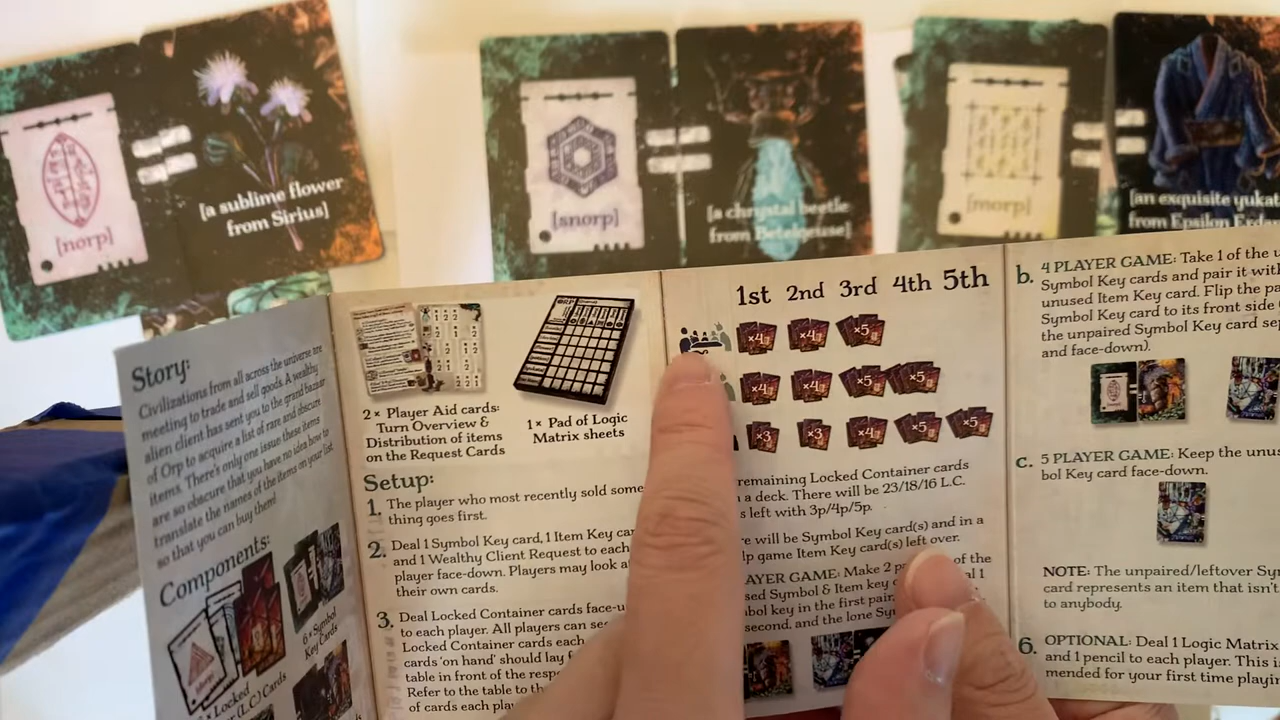 [norp]
[a sublime flower
from Sirius]
[snorp]
[a chrystal beetle
from Betelgeuse]
[morp]
[an exquisite yukat
from Epsilon Erdan
Story:
Civilizations from all across the universe are
meeting to trade and sell goods. A wealthy
alien client has sent you to the grand bazaar
of Orp to acquire a list of rare and obscure
items. There's only one issue these items
are so obscure that you have no idea how to
translate the names of the items on your list
so that you can buy them!
Components:
6× Symbol
Key Cards
Locked
(L.C.) Cards
2× Player Aid cards:
Turn Overview &
Distribution of items
on the Request Cards
1× Pad of Logic
Matrix sheets
Setup:
1. The player who most recently sold some-
thing goes first.
2. Deal 1 Symbol Key card, 1 Item Key car
and 1 Wealthy Client Request to each
player face-down. Players may look at
their own cards.
3. Deal Locked Container cards face-u
to each player. All players can see
Locked Container cards each
cards 'on hand' should lay f
table in front of the resp
Refer to the table to th
of cards each play
1st 2nd 3rd 4th 5th
×4 ×4 ×5
×4 ×4 ×5 ×5
×3 ×3 ×4 ×5 ×5
remaining Locked Container cards
a deck. There will be 23/18/16 L.C.
s left with 3p/4p/5p.
re will be Symbol Key card(s) and in a
lp game Item Key card(s) left over.
AYER GAME: Make 2 of the
sed Symbol & Item key 1
bol key in the first pair,
second, and the lone Sy
b. 4 PLAYER GAME: Take 1 of the u
Symbol Key cards and pair it with
unused Item Key card. Flip the pa
Symbol Key card to its front side
the unpaired Symbol Key card se
and face-down).
c. 5 PLAYER GAME: Keep the unus
bol Key card face-down.
NOTE: The unpaired/leftover Sy
card represents an item that isn't
to anybody.
6. OPTIONAL: Deal 1 Logic Matrix
and 1 pencil to each player. This i
mended for your first time playin